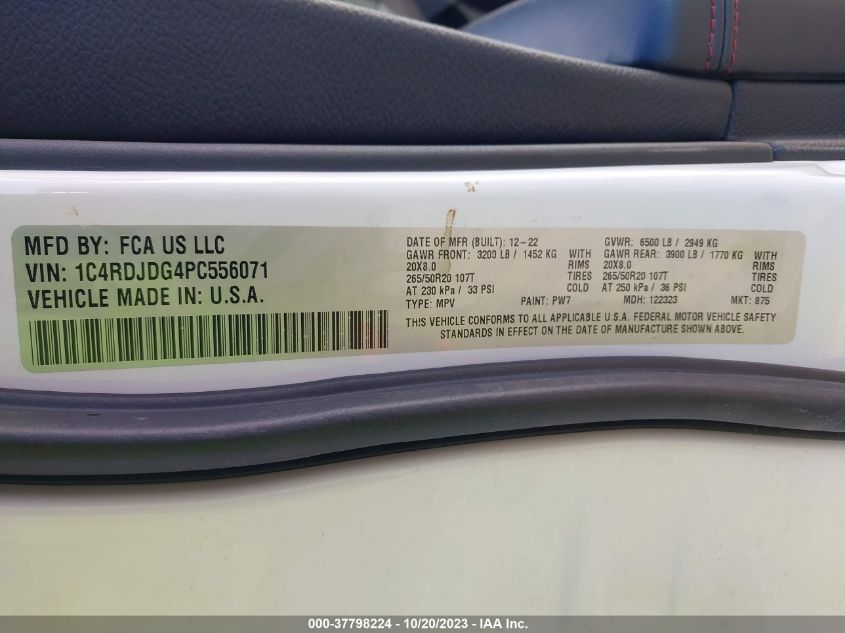 MFD BY: FCA US LLC
VIN: 1C4RDJDG4PC556071
VEHICLE MADE IN: U.S.A.
DATE OF MFR (BUILT): 12-22 GVWR: 6500 LB / 2949 KG
GAWR FRONT: 3200 LB / 1452 KG WITH GAWR REAR: 3900 LB / 1770 KG WITH
20X8.0 RIMS 20X8.0 RIMS
265/50R20 107T TIRES 265/50R20 107T TIRES
AT 230 kPa / 33 PSI COLD AT 250 kPa / 36 PSI COLD
TYPE: MPV PAINT: PW7 MDH: 122323 MKT: 875
THIS VEHICLE CONFORMS TO ALL APPLICABLE U.S.A. FEDERAL MOTOR VEHICLE SAFETY
STANDARDS IN EFFECT ON THE DATE OF MANUFACTURE SHOWN ABOVE.
000-37798224 - 10/20/2023 - IAA Inc.